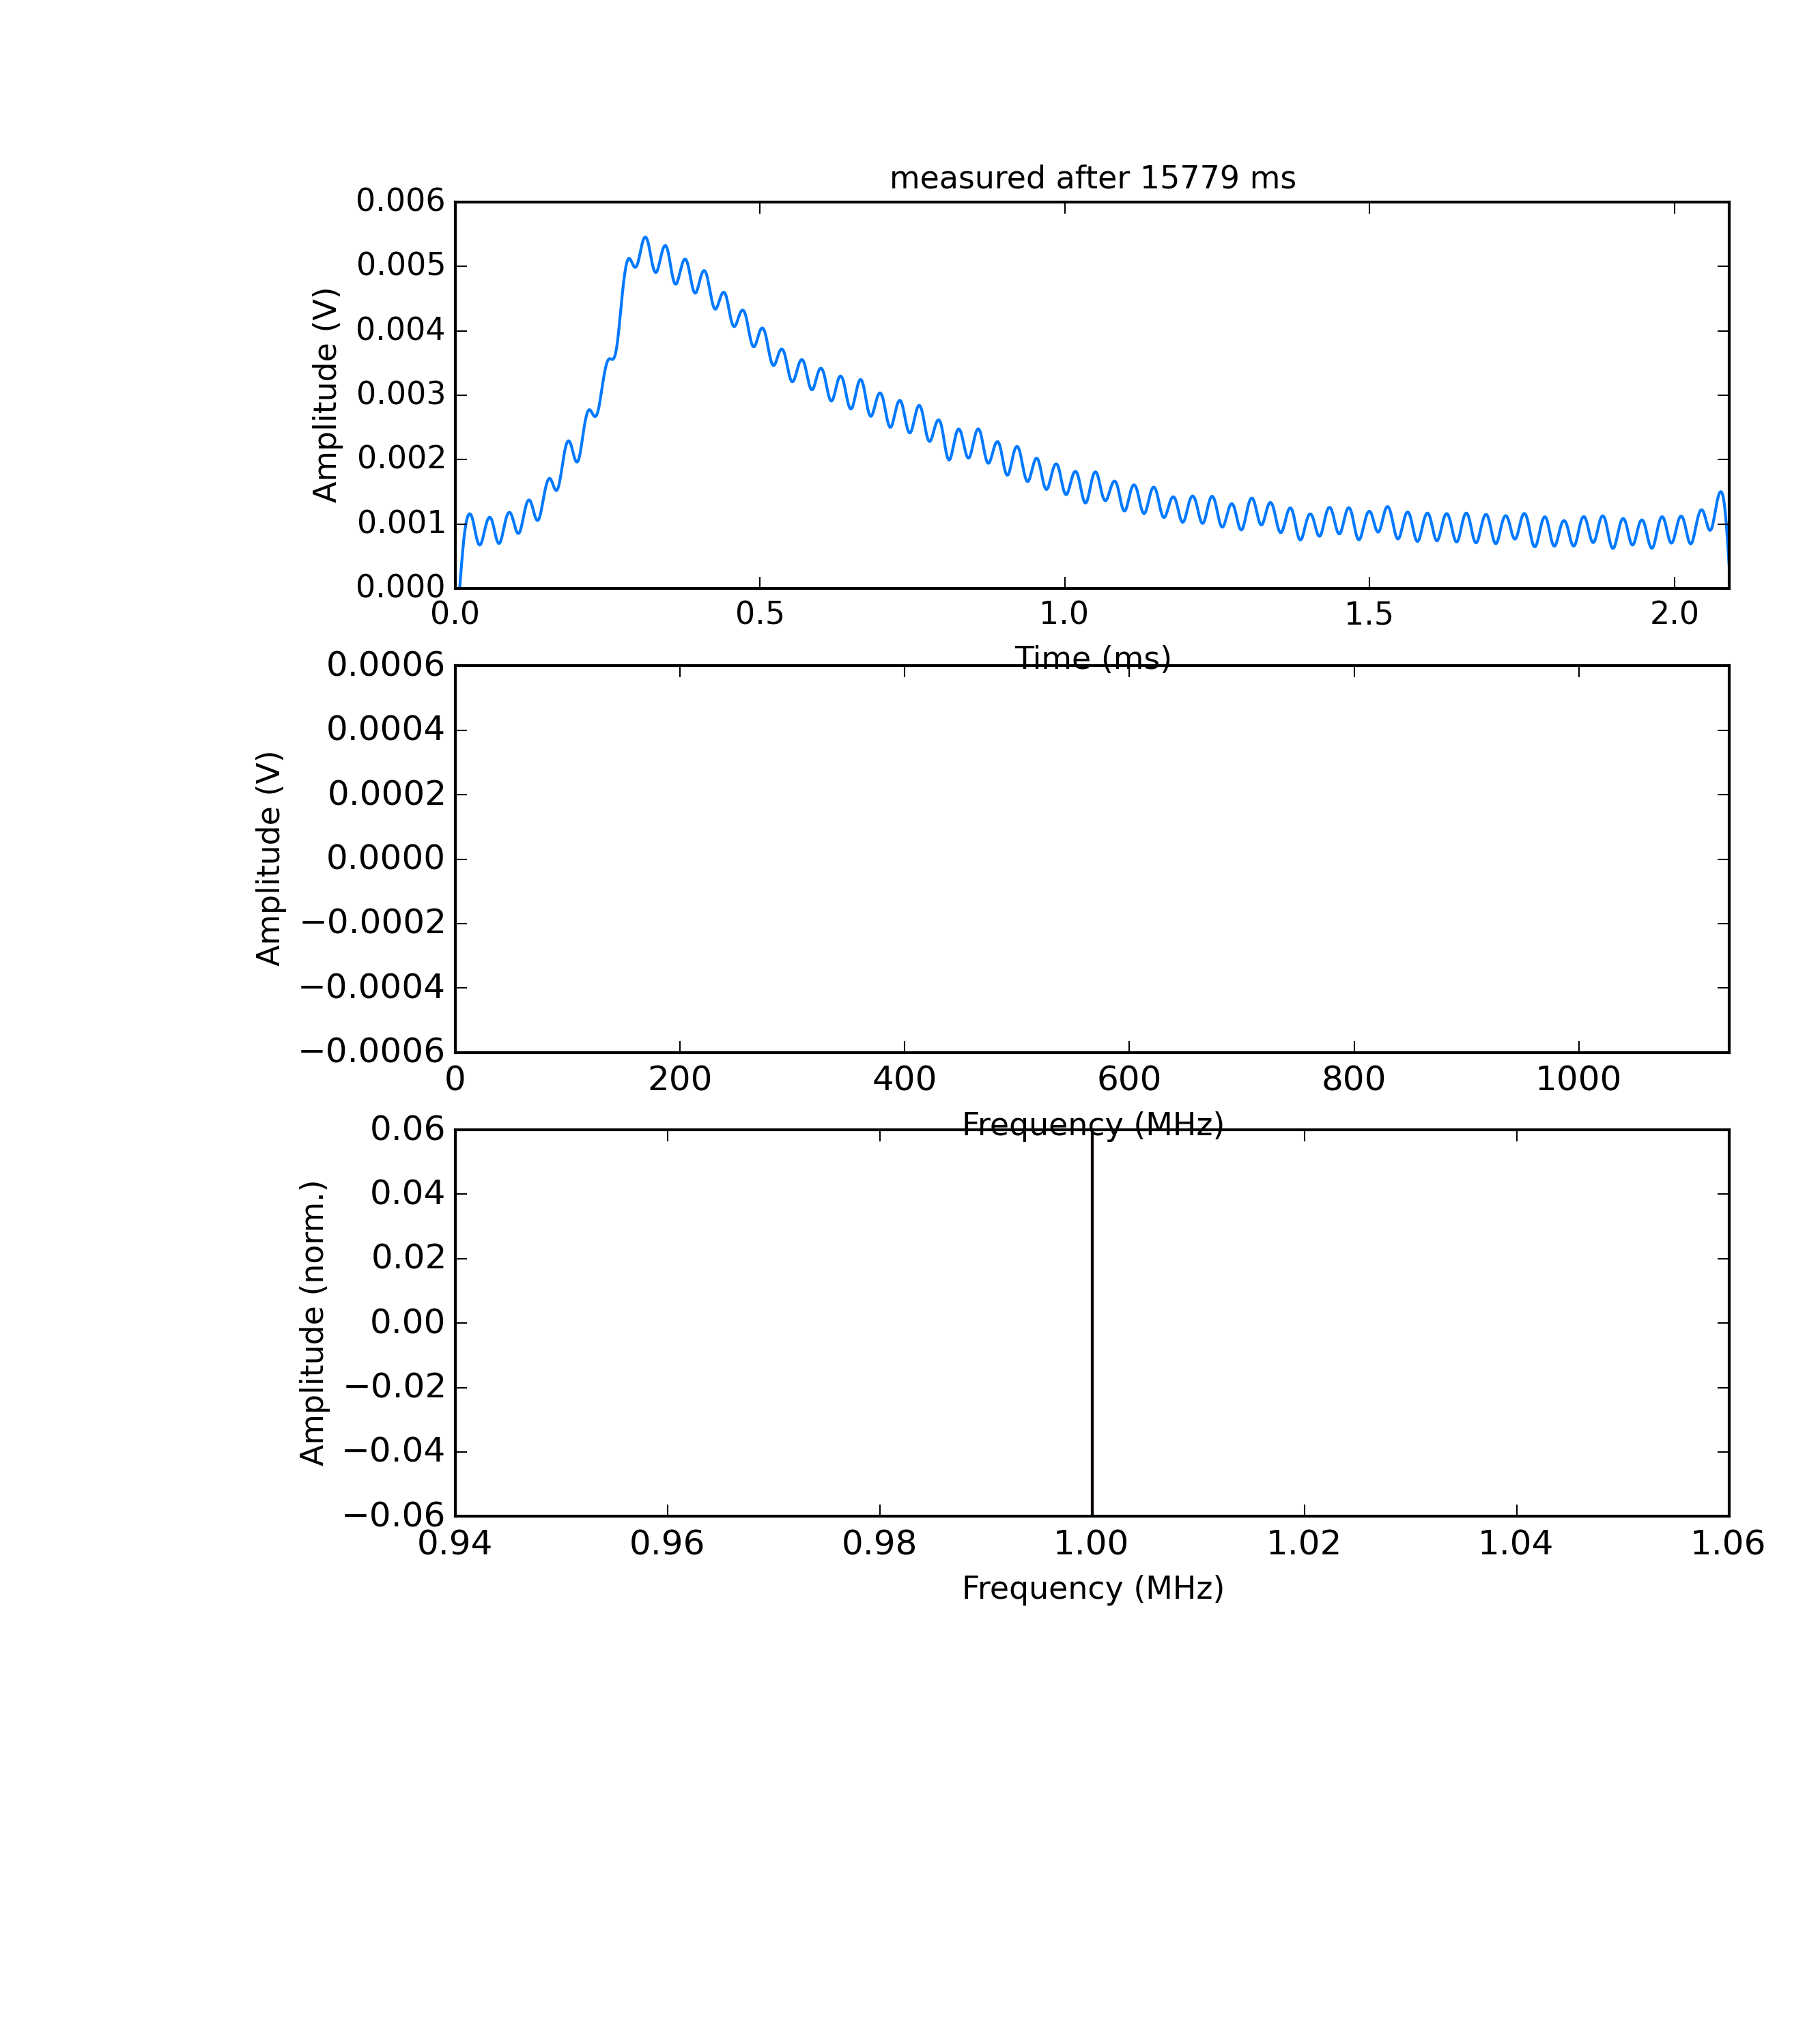 measured after 15779 ms
0.006
0.005
0.004
0.003
0.002
0.001
0.000
Amplitude (V)
0.0 0.5 1.0 1.5 2.0
Time (ms)
0.0006
0.0004
0.0002
0.0000
−0.0002
−0.0004
−0.0006
Amplitude (V)
0 200 400 600 800 1000
Frequency (MHz)
0.06
0.04
0.02
0.00
−0.02
−0.04
−0.06
Amplitude (norm.)
0.94 0.96 0.98 1.00 1.02 1.04 1.06
Frequency (MHz)